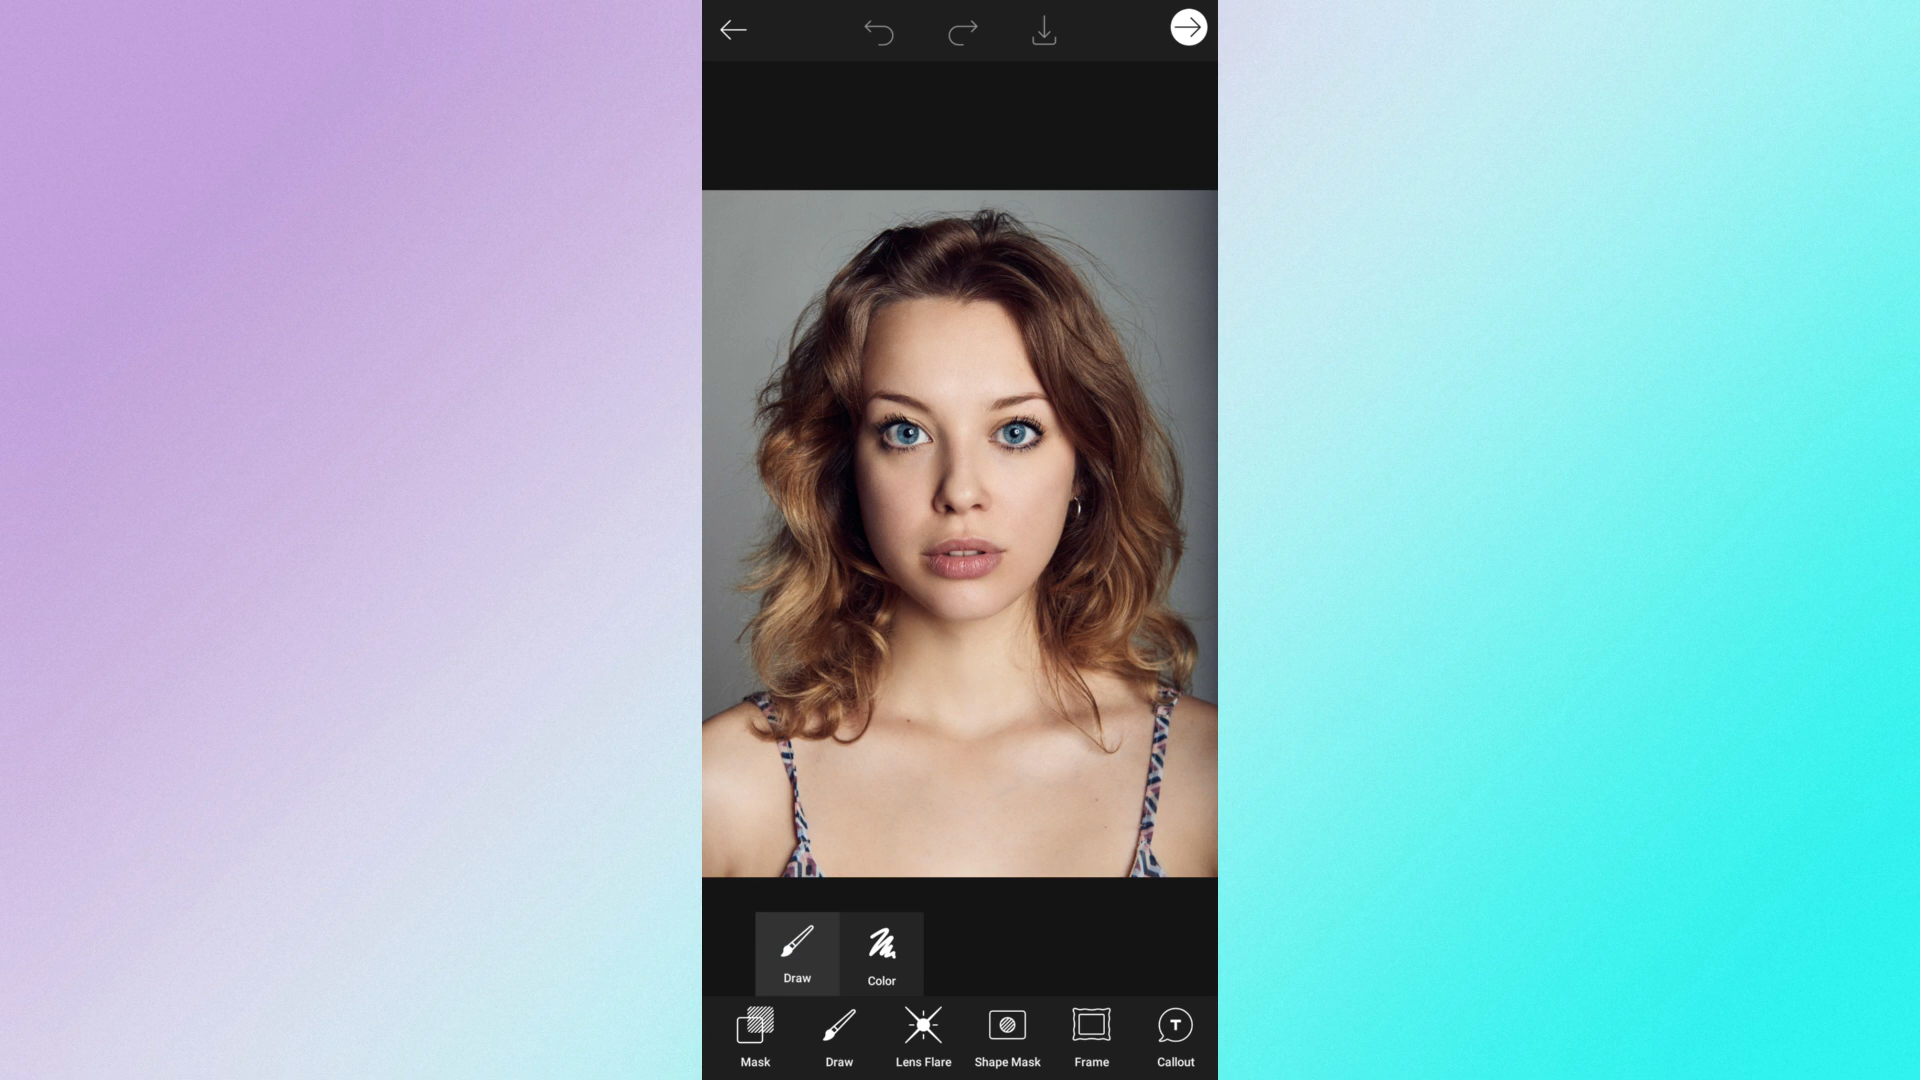 Draw
Color
Mask
Draw
Lens Flare
Shape Mask
Frame
T
Callout